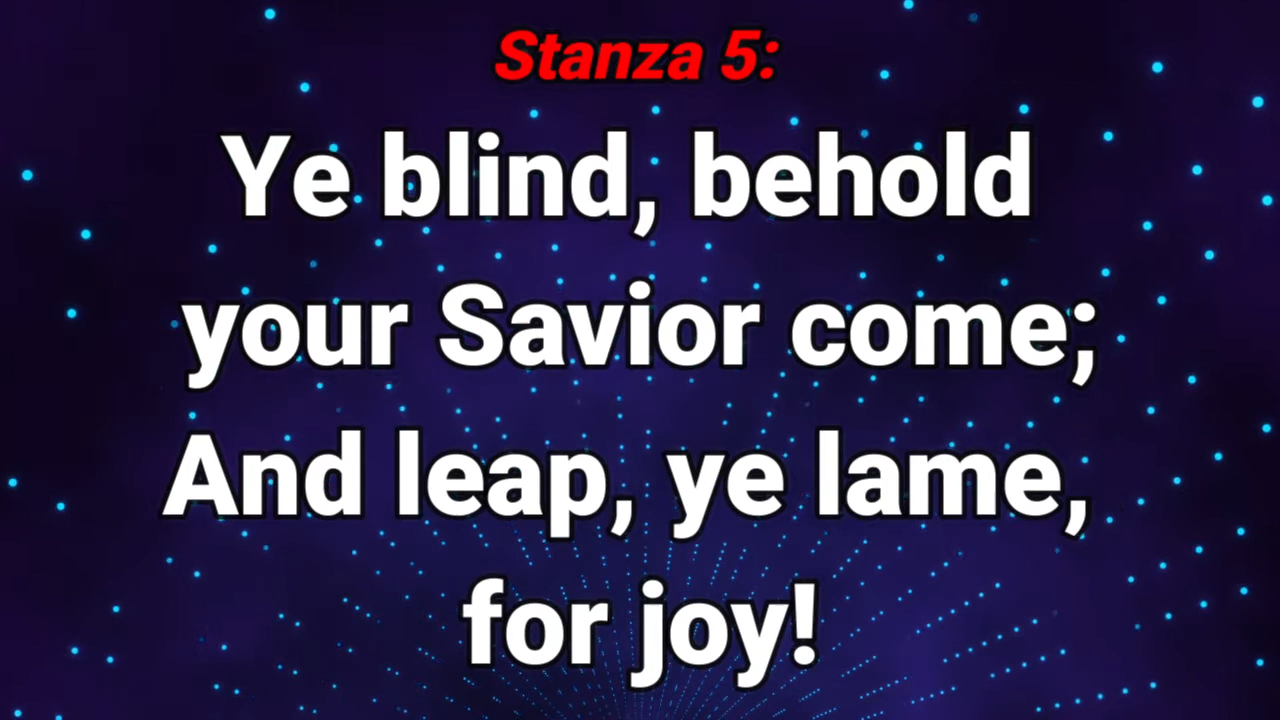 Stanza 5:
Ye blind, behold
your Savior come;
And leap, ye lame,
for joy!